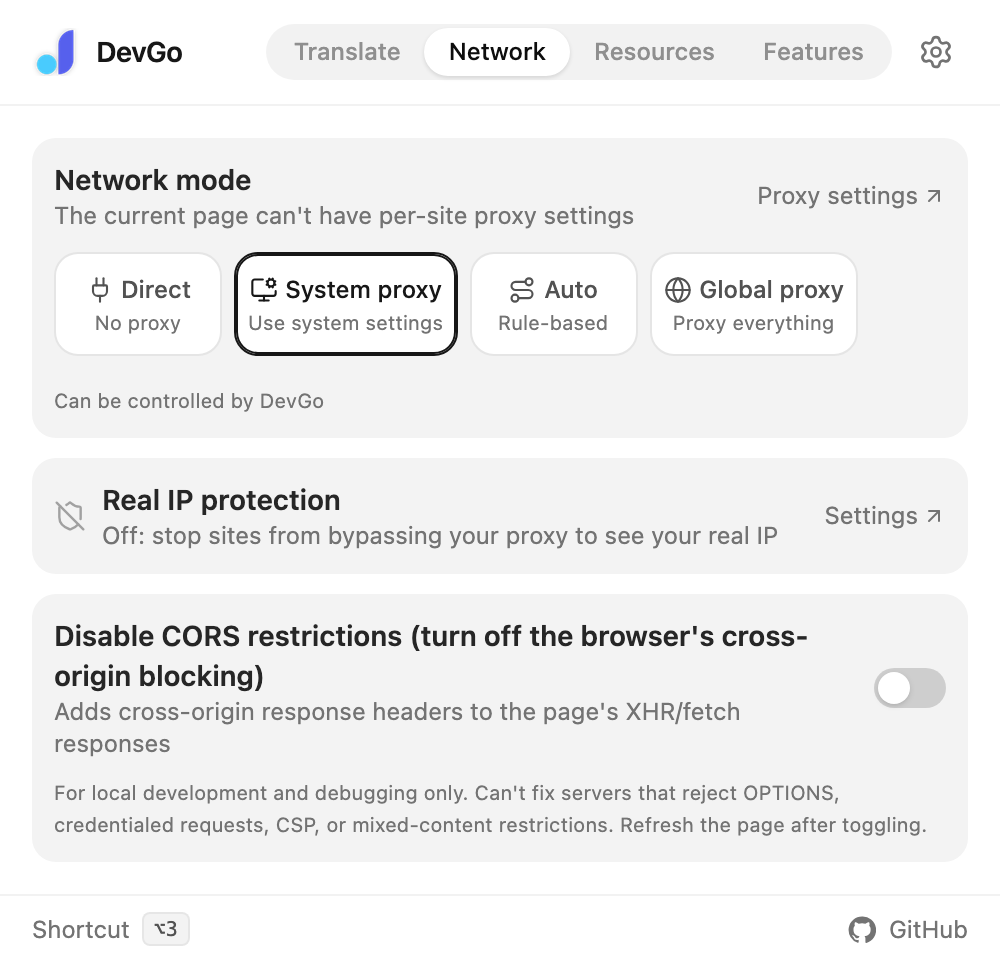 DevGo
Translate
Network
Resources
Features
Network mode
The current page can't have per-site proxy settings
Proxy settings
Direct
No proxy
System proxy
Use system settings
Auto
Rule-based
Global proxy
Proxy everything
Can be controlled by DevGo
Real IP protection
Off: stop sites from bypassing your proxy to see your real IP
Settings
Disable CORS restrictions (turn off the browser's cross-
origin blocking)
Adds cross-origin response headers to the page's XHR/fetch
responses
For local development and debugging only. Can't fix servers that reject OPTIONS,
credentialed requests, CSP, or mixed-content restrictions. Refresh the page after toggling.
Shortcut
⌥3
GitHub